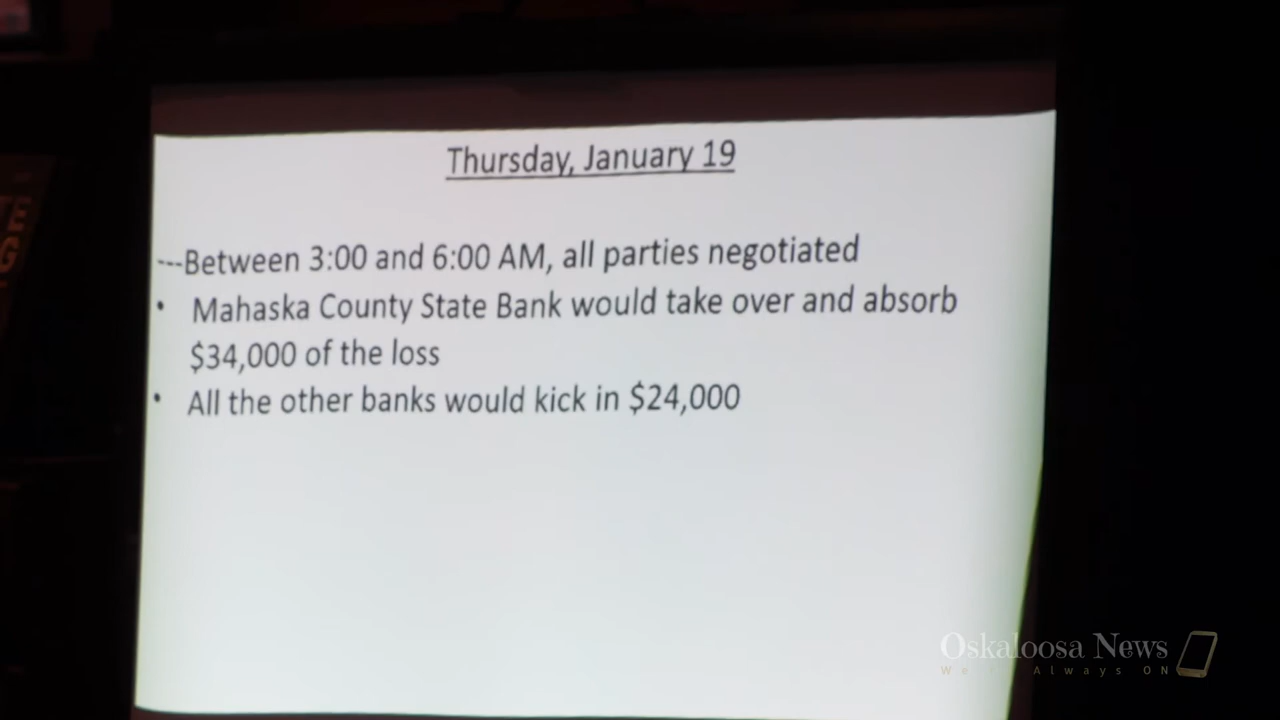 Thursday, January 19
---Between 3:00 and 6:00 AM, all parties negotiated
• Mahaska County State Bank would take over and absorb
$34,000 of the loss
• All the other banks would kick in $24,000
Oskaloosa News
Always ON